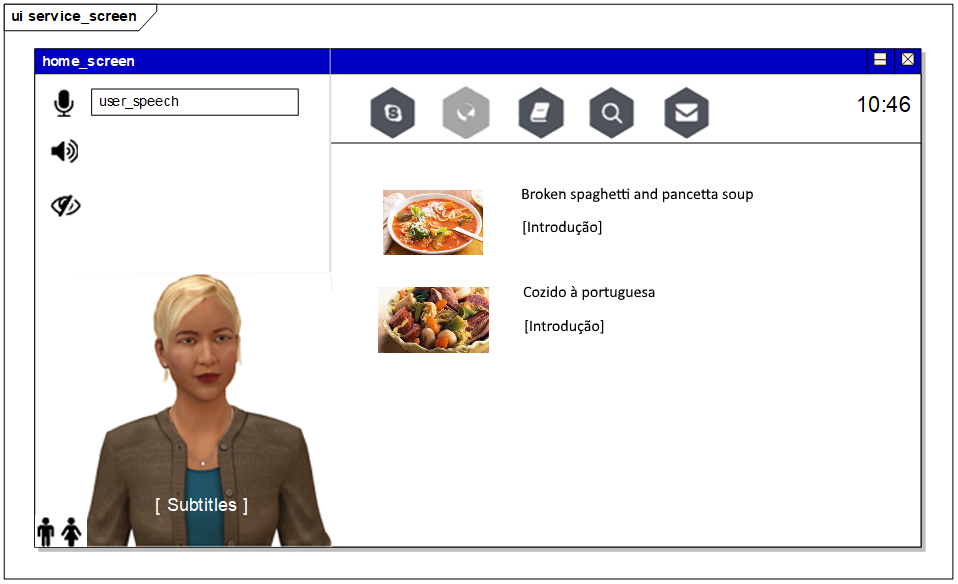 ui service_screen
home_screen
user_speech
10:46
Broken spaghetti and pancetta soup
[Introdução]
Cozido à portuguesa
[Introdução]
[ Subtitles ]